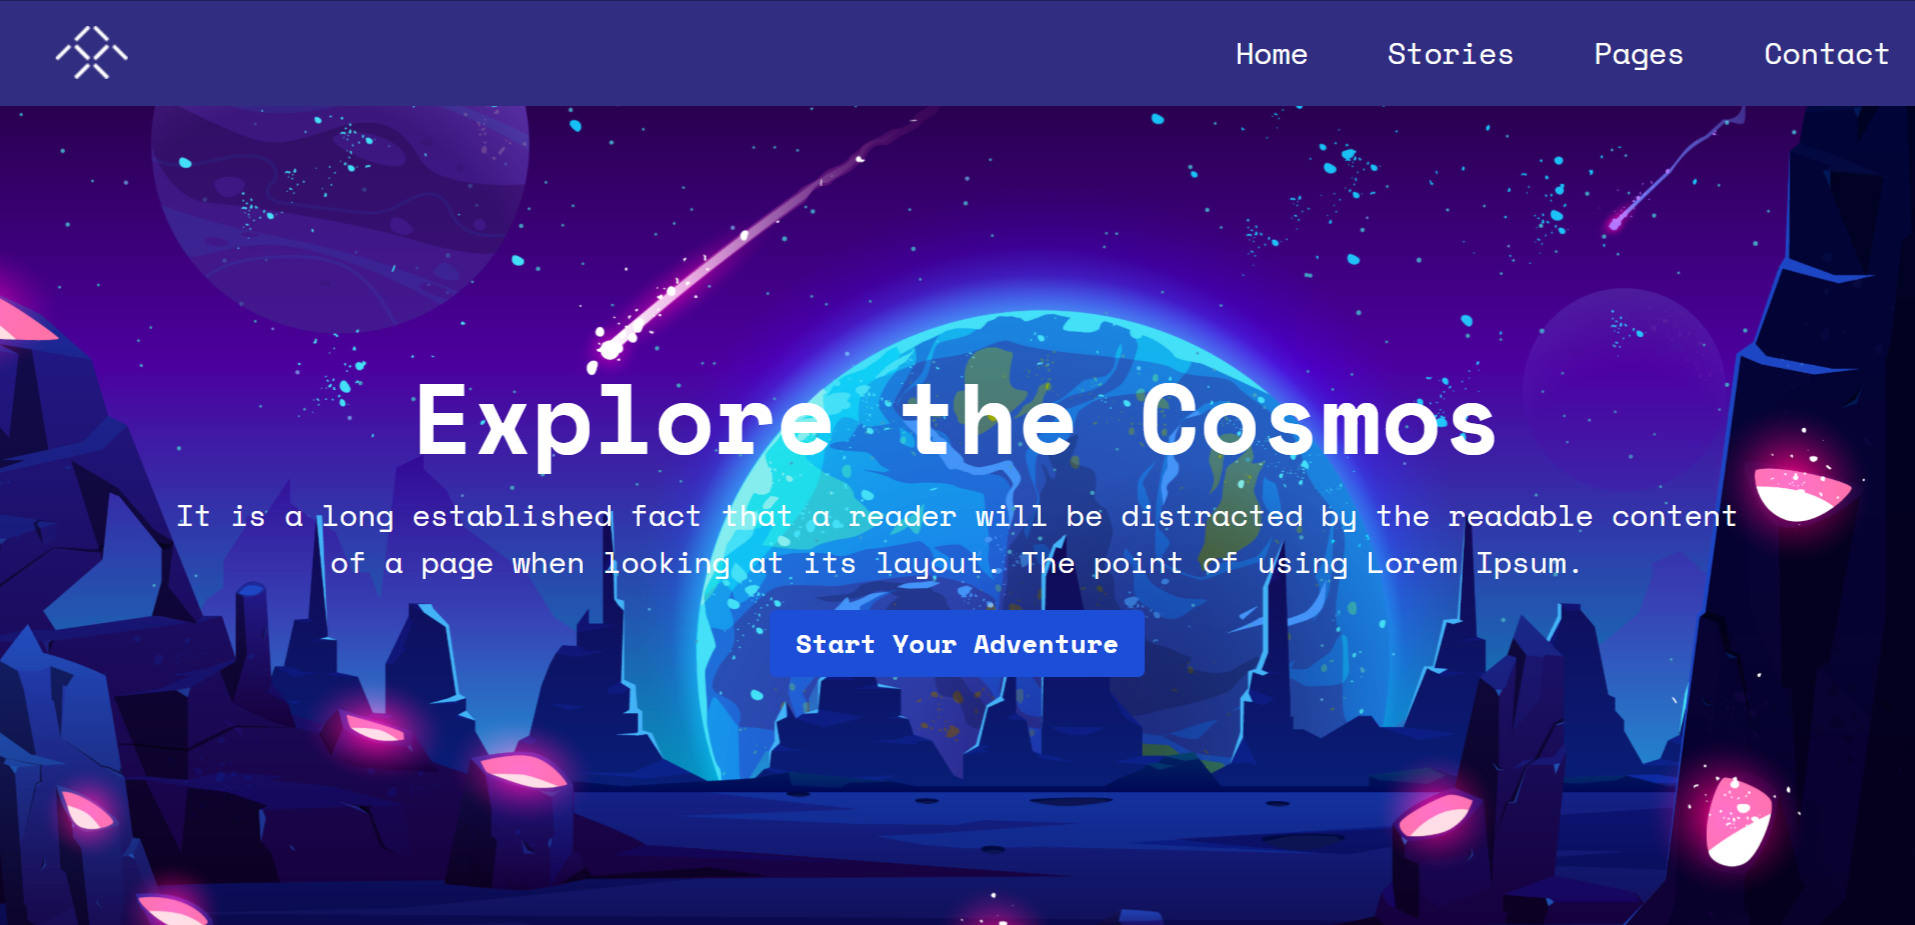 Home Stories Pages Contact
Explore the Cosmos
It is a long established fact that a reader will be distracted by the readable content
of a page when looking at its layout. The point of using Lorem Ipsum.
Start Your Adventure